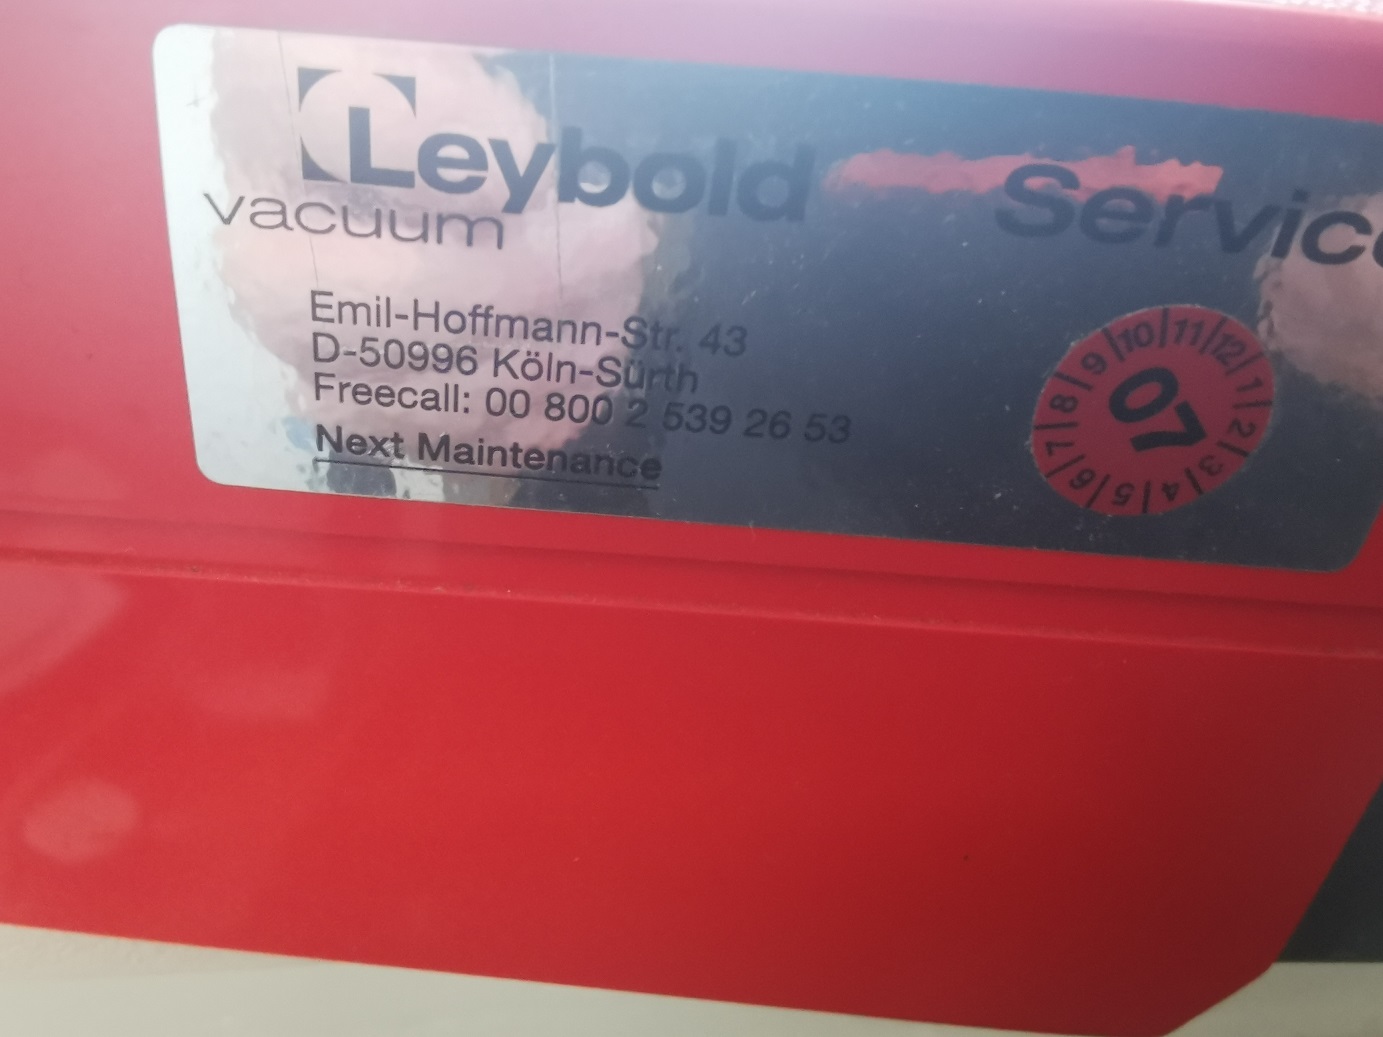 Leybold Service
vacuum
Emil-Hoffmann-Str. 43
D-50996 Köln-Sürth
Freecall: 00 800 2 539 26 53
Next Maintenance
1 2 3 4 5 6 7 8 9 10 11 12
07